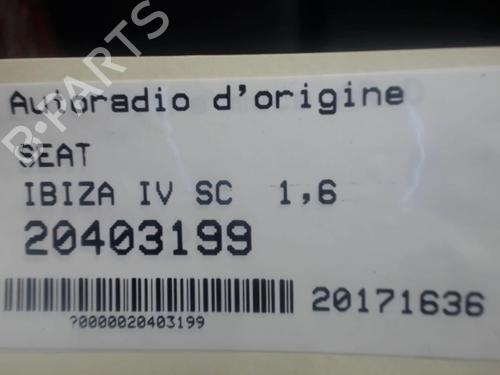 Autoradio d'origine
SEAT
IBIZA IV SC 1,6
20403199
20171636
?0000020403199
B-PARTS